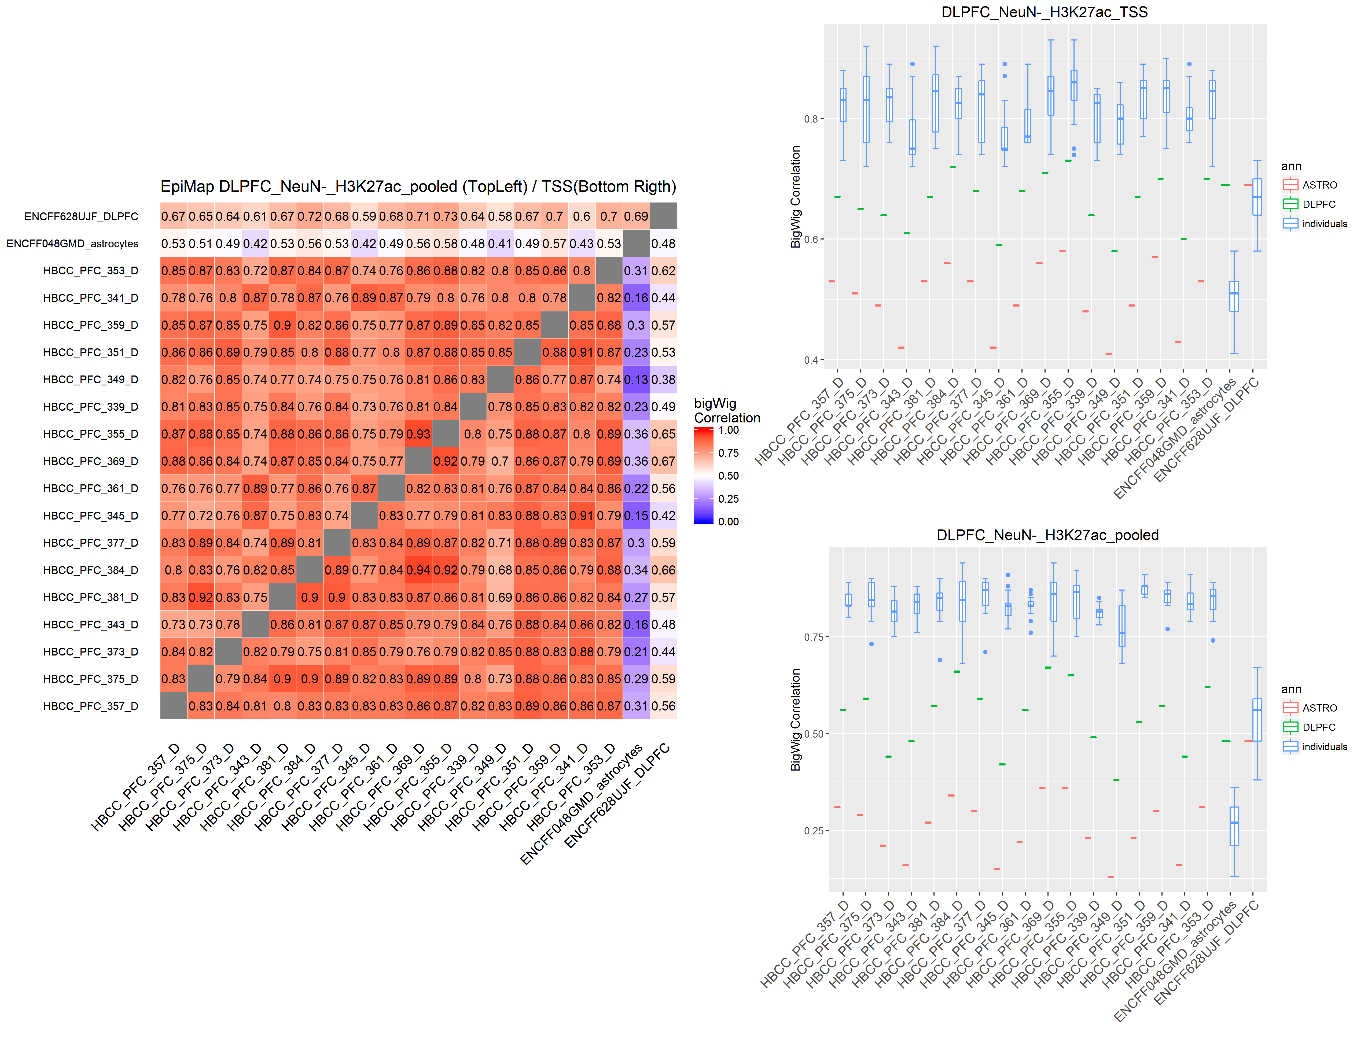 EpiMap DLPFC_NeuN-_H3K27ac_pooled (TopLeft) / TSS(Bottom Rigth)
ENCFF628UJF_DLPFC 0.67 0.65 0.64 0.61 0.67 0.72 0.68 0.59 0.68 0.71 0.73 0.64 0.58 0.67 0.7 0.6 0.7 0.69
ENCFF048GMD_astrocytes 0.53 0.51 0.49 0.42 0.53 0.56 0.53 0.42 0.49 0.56 0.58 0.48 0.41 0.49 0.57 0.43 0.53 0.48
HBCC_PFC_353_D 0.85 0.87 0.83 0.72 0.87 0.84 0.87 0.74 0.76 0.86 0.88 0.82 0.8 0.85 0.86 0.8 0.31 0.62
HBCC_PFC_341_D 0.78 0.76 0.8 0.87 0.78 0.87 0.76 0.89 0.87 0.79 0.8 0.76 0.8 0.8 0.78 0.82 0.16 0.44
HBCC_PFC_359_D 0.85 0.87 0.85 0.75 0.9 0.82 0.86 0.75 0.77 0.87 0.89 0.85 0.82 0.85 0.85 0.88 0.3 0.57
HBCC_PFC_351_D 0.86 0.86 0.89 0.79 0.85 0.8 0.88 0.77 0.8 0.87 0.88 0.85 0.85 0.88 0.91 0.87 0.23 0.53
HBCC_PFC_349_D 0.82 0.76 0.85 0.74 0.77 0.74 0.75 0.75 0.76 0.81 0.86 0.83 0.86 0.77 0.87 0.74 0.13 0.38
HBCC_PFC_339_D 0.81 0.83 0.85 0.75 0.84 0.76 0.84 0.73 0.76 0.81 0.84 0.78 0.85 0.83 0.82 0.82 0.23 0.49
HBCC_PFC_355_D 0.87 0.88 0.85 0.74 0.88 0.86 0.86 0.75 0.79 0.93 0.8 0.75 0.88 0.87 0.8 0.89 0.36 0.65
HBCC_PFC_369_D 0.88 0.86 0.84 0.74 0.87 0.85 0.84 0.75 0.77 0.92 0.79 0.7 0.86 0.87 0.79 0.89 0.36 0.67
HBCC_PFC_361_D 0.76 0.76 0.77 0.89 0.77 0.86 0.76 0.87 0.82 0.83 0.81 0.76 0.87 0.84 0.84 0.86 0.22 0.56
HBCC_PFC_345_D 0.77 0.72 0.76 0.87 0.75 0.83 0.74 0.83 0.77 0.79 0.81 0.83 0.83 0.83 0.91 0.79 0.15 0.42
HBCC_PFC_377_D 0.83 0.89 0.84 0.74 0.89 0.81 0.83 0.84 0.89 0.87 0.83 0.71 0.88 0.89 0.83 0.89 0.3 0.59
HBCC_PFC_384_D 0.8 0.83 0.76 0.82 0.83 0.89 0.77 0.84 0.94 0.92 0.79 0.68 0.85 0.89 0.79 0.88 0.34 0.66
HBCC_PFC_381_D 0.83 0.92 0.83 0.75 0.9 0.9 0.83 0.83 0.87 0.86 0.81 0.69 0.86 0.86 0.84 0.85 0.27 0.57
HBCC_PFC_343_D 0.73 0.73 0.78 0.86 0.81 0.87 0.87 0.85 0.79 0.79 0.84 0.83 0.88 0.84 0.86 0.82 0.16 0.48
HBCC_PFC_373_D 0.84 0.82 0.82 0.79 0.75 0.81 0.85 0.79 0.76 0.79 0.82 0.85 0.88 0.83 0.88 0.79 0.21 0.44
HBCC_PFC_375_D 0.83 0.79 0.84 0.9 0.9 0.89 0.82 0.83 0.89 0.89 0.8 0.73 0.88 0.86 0.83 0.85 0.29 0.59
HBCC_PFC_357_D 0.83 0.84 0.81 0.8 0.83 0.83 0.83 0.83 0.86 0.87 0.82 0.87 0.89 0.86 0.86 0.87 0.31 0.56
HBCC_PFC_357_D
HBCC_PFC_375_D
HBCC_PFC_373_D
HBCC_PFC_343_D
HBCC_PFC_381_D
HBCC_PFC_384_D
HBCC_PFC_377_D
HBCC_PFC_345_D
HBCC_PFC_361_D
HBCC_PFC_369_D
HBCC_PFC_355_D
HBCC_PFC_339_D
HBCC_PFC_349_D
HBCC_PFC_351_D
HBCC_PFC_359_D
HBCC_PFC_341_D
HBCC_PFC_353_D
ENCFF048GMD_astrocytes
ENCFF628UJF_DLPFC
bigWig
Correlation
1.00
0.75
0.50
0.25
0.00
DLPFC_NeuN-_H3K27ac_TSS
BigWig Correlation
0.8
0.6
0.4
HBCC_PFC_357_D
HBCC_PFC_375_D
HBCC_PFC_373_D
HBCC_PFC_343_D
HBCC_PFC_381_D
HBCC_PFC_384_D
HBCC_PFC_377_D
HBCC_PFC_345_D
HBCC_PFC_361_D
HBCC_PFC_369_D
HBCC_PFC_355_D
HBCC_PFC_339_D
HBCC_PFC_349_D
HBCC_PFC_351_D
HBCC_PFC_359_D
HBCC_PFC_341_D
HBCC_PFC_353_D
ENCFF048GMD_astrocytes
ENCFF628UJF_DLPFC
ann
ASTRO
DLPFC
individuals
DLPFC_NeuN-_H3K27ac_pooled
BigWig Correlation
0.75
0.50
0.25
HBCC_PFC_357_D
HBCC_PFC_375_D
HBCC_PFC_373_D
HBCC_PFC_343_D
HBCC_PFC_381_D
HBCC_PFC_384_D
HBCC_PFC_377_D
HBCC_PFC_345_D
HBCC_PFC_361_D
HBCC_PFC_369_D
HBCC_PFC_355_D
HBCC_PFC_339_D
HBCC_PFC_349_D
HBCC_PFC_351_D
HBCC_PFC_359_D
HBCC_PFC_341_D
HBCC_PFC_353_D
ENCFF048GMD_astrocytes
ENCFF628UJF_DLPFC
ann
ASTRO
DLPFC
individuals